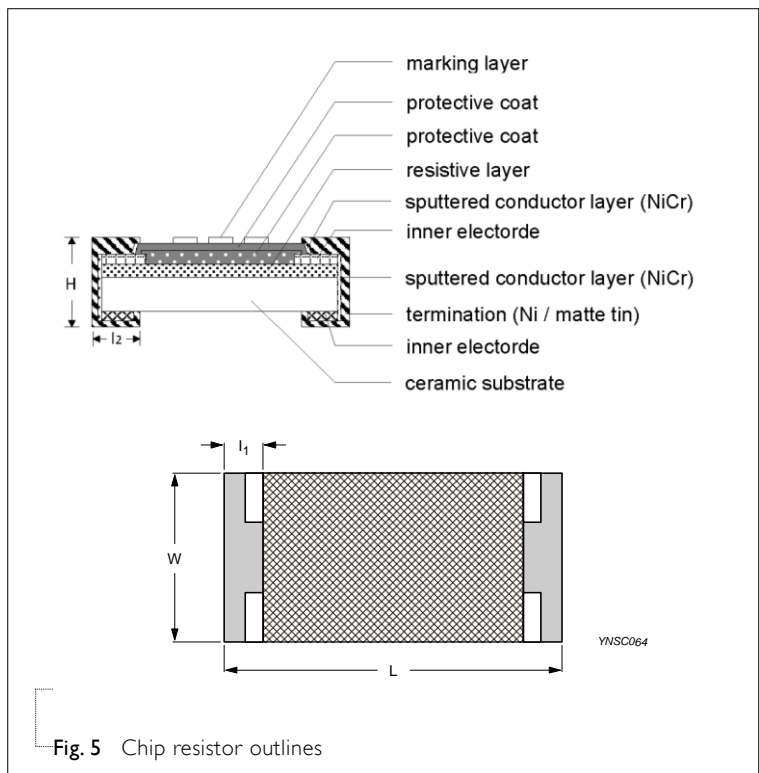 marking layer
protective coat
protective coat
resistive layer
sputtered conductor layer (NiCr)
inner electorde
sputtered conductor layer (NiCr)
termination (Ni / matte tin)
inner electorde
ceramic substrate
H
l2
l1
W
L
YNSC064
Fig. 5 Chip resistor outlines